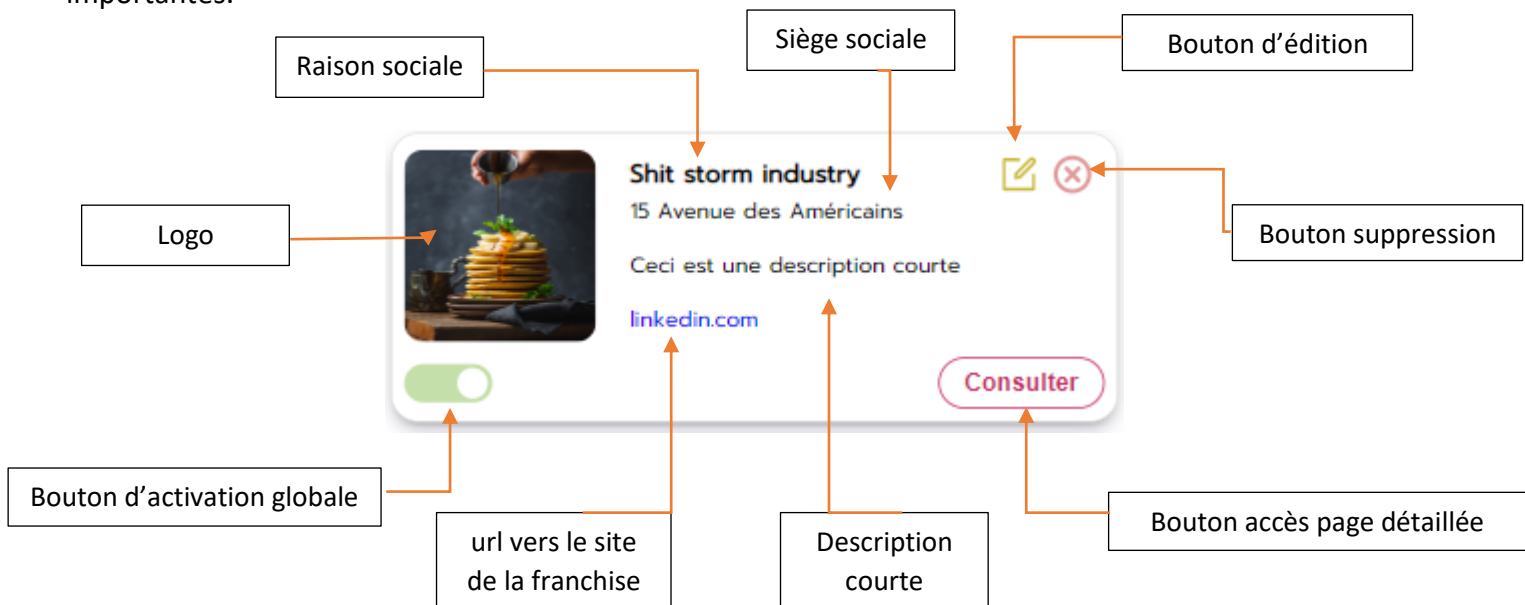 importantes.
Siège sociale
Bouton d'édition
Raison sociale
Shit storm industry
15 Avenue des Américains
Logo
Bouton suppression
Ceci est une description courte
linkedin.com
Consulter
Bouton d'activation globale
url vers le site
de la franchise
Description
courte
Bouton accès page détaillée